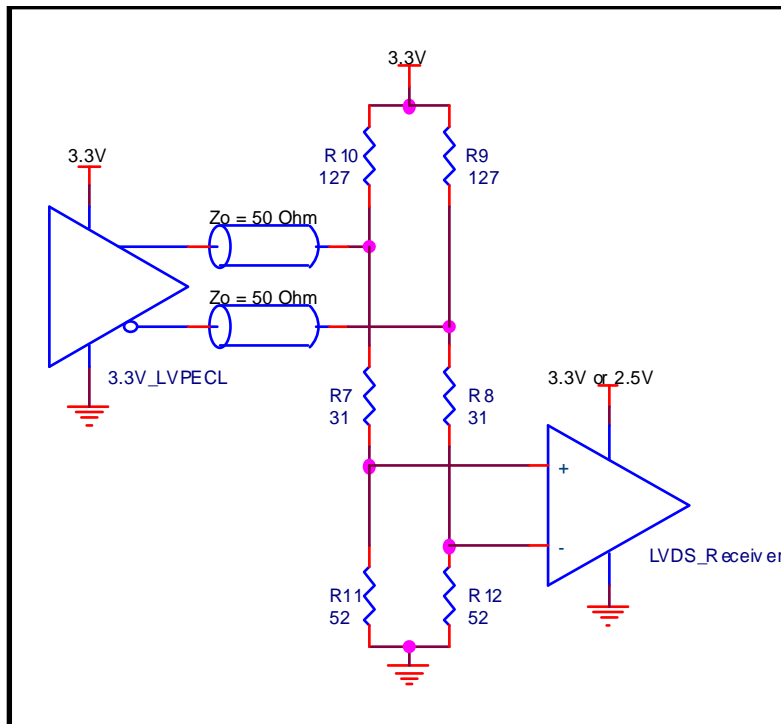 3.3V
R10
127
R9
127
3.3V
Zo = 50 Ohm
Zo = 50 Ohm
3.3V_LVPECL
R7
31
R8
31
3.3V or 2.5V
+
-
LVDS_Receiver
R11
52
R12
52